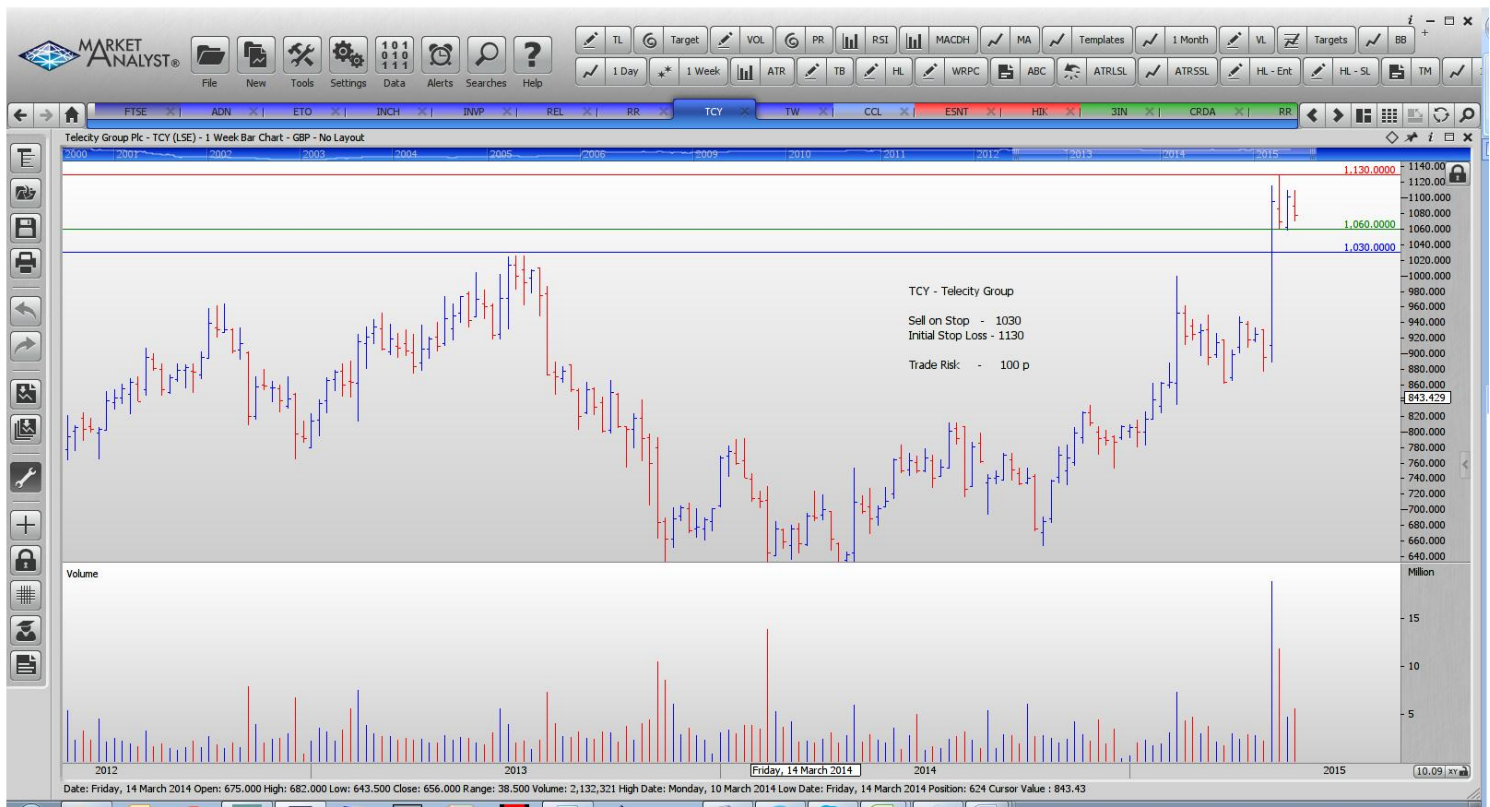 i
MARKET ANALYST®
TL Target VOL PR RSI MACDH MA Templates 1 Month VL Targets BB
1 Day 1 Week ATR TB HL WRPC ABC ATRLSL ATRSSL HL - Ent HL - SL TM
101 010 111
File New Tools Settings Data Alerts Searches Help
FTSE ADN ETO INCH INVP REL RR TCY TW CCL ESNT HIK 3IN CRDA RR
Telecity Group Plc - TCY (LSE) - 1 Week Bar Chart - GBP - No Layout
2000 2001 2002 2003 2004 2005 2006 2009 2010 2011 2012 2013 2014 2015
1,130.0000
1,060.0000
1,030.0000
TCY - Telecity Group
Sell on Stop - 1030
Initial Stop Loss - 1130
Trade Risk - 100 p
1140.00
1120.00
1100.000
1080.000
1060.000
1040.000
1020.000
1000.000
980.000
960.000
940.000
920.000
900.000
880.000
860.000
843.429
820.000
800.000
780.000
760.000
740.000
720.000
700.000
680.000
660.000
640.000
Volume
Million
15
10
5
2012 2013 Friday, 14 March 2014 2014 2015 10.09 XY
Date: Friday, 14 March 2014 Open: 675.000 High: 682.000 Low: 643.500 Close: 656.000 Range: 38.500 Volume: 2,132,321 High Date: Monday, 10 March 2014 Low Date: Friday, 14 March 2014 Position: 624 Cursor Value : 843.43